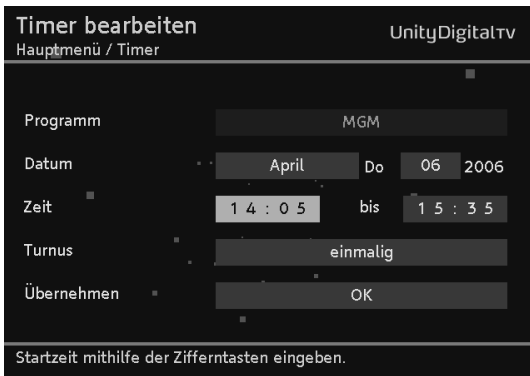 Timer bearbeiten
UnityDigitalTV
Hauptmenü / Timer
Programm MGM
Datum April Do 06 2006
Zeit 14:05 bis 15:35
Turnus einmalig
Übernehmen OK
Startzeit mithilfe der Zifferntasten eingeben.